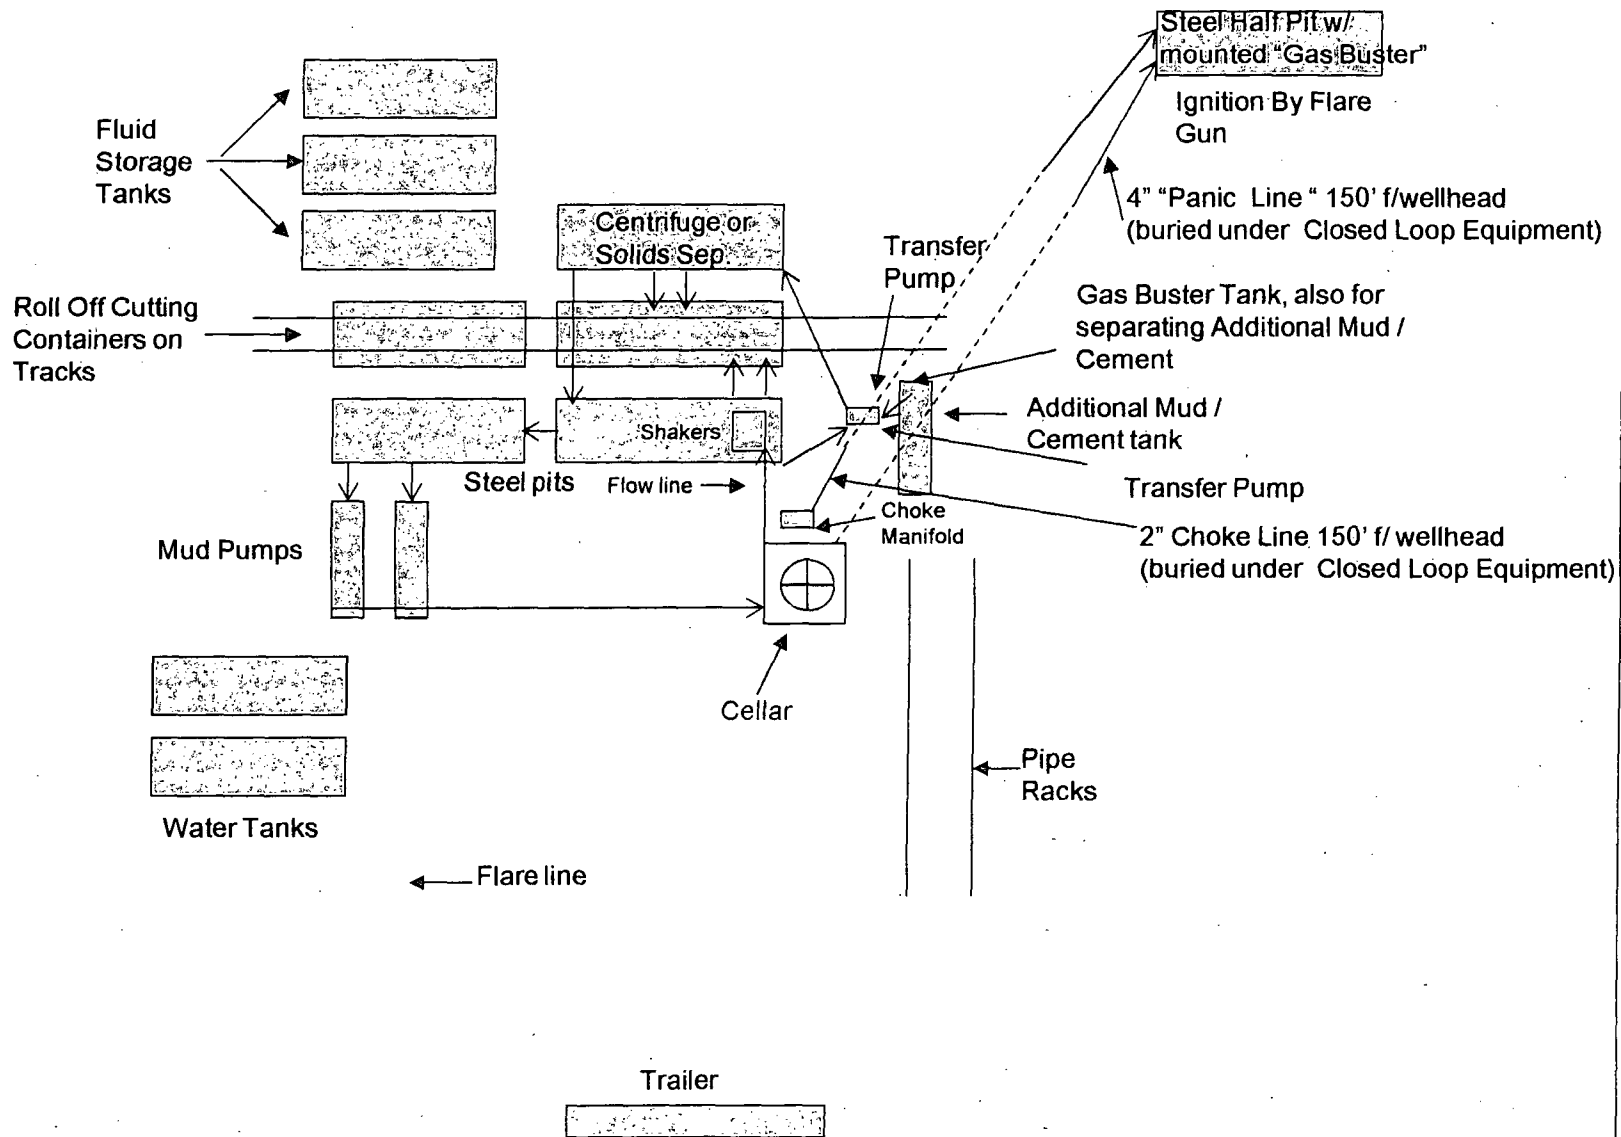 Steel Half Pit w/
mounted "Gas Buster"
Ignition By Flare
Gun
Fluid
Storage
Tanks
4" "Panic Line " 150' f/wellhead
(buried under Closed Loop Equipment)
Centrifuge or
Solids Sep.
Transfer
Pump
Roll Off Cutting
Containers on
Tracks
Gas Buster Tank, also for
separating Additional Mud /
Cement
Additional Mud /
Cement tank
Shakers
Steel pits
Flow line
Transfer Pump
Choke
Manifold
2" Choke Line 150' f/ wellhead
(buried under Closed Loop Equipment)
Mud Pumps
Cellar
Pipe
Racks
Water Tanks
Flare line
Trailer